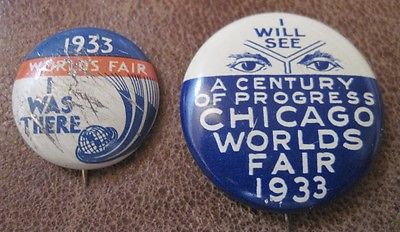 1933
WORLD'S FAIR
I WAS
THERE
I
WILL
SEE
A CENTURY
OF PROGRESS
CHICAGO
WORLDS
FAIR
1933